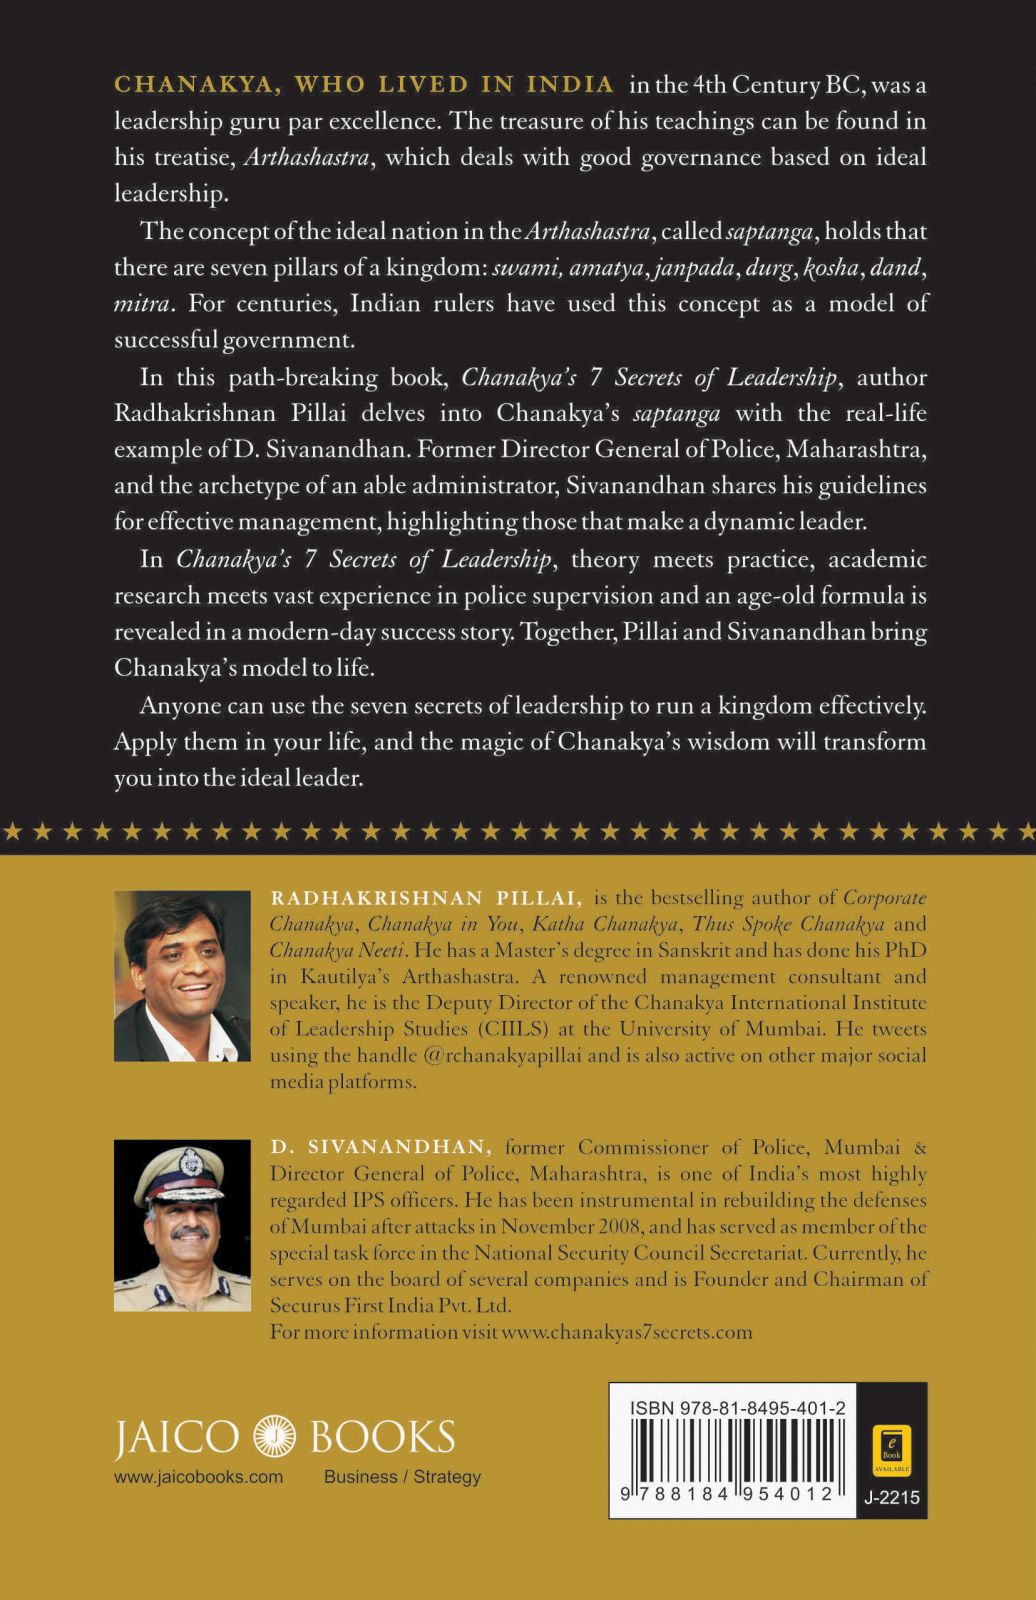 CHANAKYA, WHO LIVED IN INDIA in the 4th Century BC, was a
leadership guru par excellence. The treasure of his teachings can be found in
his treatise, Arthashastra, which deals with good governance based on ideal
leadership.
The concept of the ideal nation in the Arthashastra, called saptanga, holds that
there are seven pillars of a kingdom: swami, amatya, janpada, durg, kosha, dand,
mitra. For centuries, Indian rulers have used this concept as a model of
successful government.
In this path-breaking book, Chanakya's 7 Secrets of Leadership, author
Radhakrishnan Pillai delves into Chanakya's saptanga with the real-life
example of D. Sivanandhan. Former Director General of Police, Maharashtra,
and the archetype of an able administrator, Sivanandhan shares his guidelines
for effective management, highlighting those that make a dynamic leader.
In Chanakya's 7 Secrets of Leadership, theory meets practice, academic
research meets vast experience in police supervision and an age-old formula is
revealed in a modern-day success story. Together, Pillai and Sivanandhan bring
Chanakya's model to life.
Anyone can use the seven secrets of leadership to run a kingdom effectively.
Apply them in your life, and the magic of Chanakya's wisdom will transform
you into the ideal leader.
RADHAKRISHNAN PILLAI, is the bestselling author of Corporate
Chanakya, Chanakya in You, Katha Chanakya, Thus Spoke Chanakya and
Chanakya Neeti. He has a Master's degree in Sanskrit and has done his PhD
in Kautilya's Arthashastra. A renowned management consultant and
speaker, he is the Deputy Director of the Chanakya International Institute
of Leadership Studies (CIILS) at the University of Mumbai. He tweets
using the handle @rchanakyapillai and is also active on other major social
media platforms.
D. SIVANANDHAN, former Commissioner of Police, Mumbai &
Director General of Police, Maharashtra, is one of India's most highly
regarded IPS officers. He has been instrumental in rebuilding the defenses
of Mumbai after attacks in November 2008, and has served as member of the
special task force in the National Security Council Secretariat. Currently, he
serves on the board of several companies and is Founder and Chairman of
Securus First India Pvt. Ltd.
For more information visit www.chanakyas7secrets.com
JAICO J BOOKS
www.jaicobooks.com Business / Strategy
ISBN 978-81-8495-401-2
9 788184 954012
e
Book
AVAILABLE
J-2215